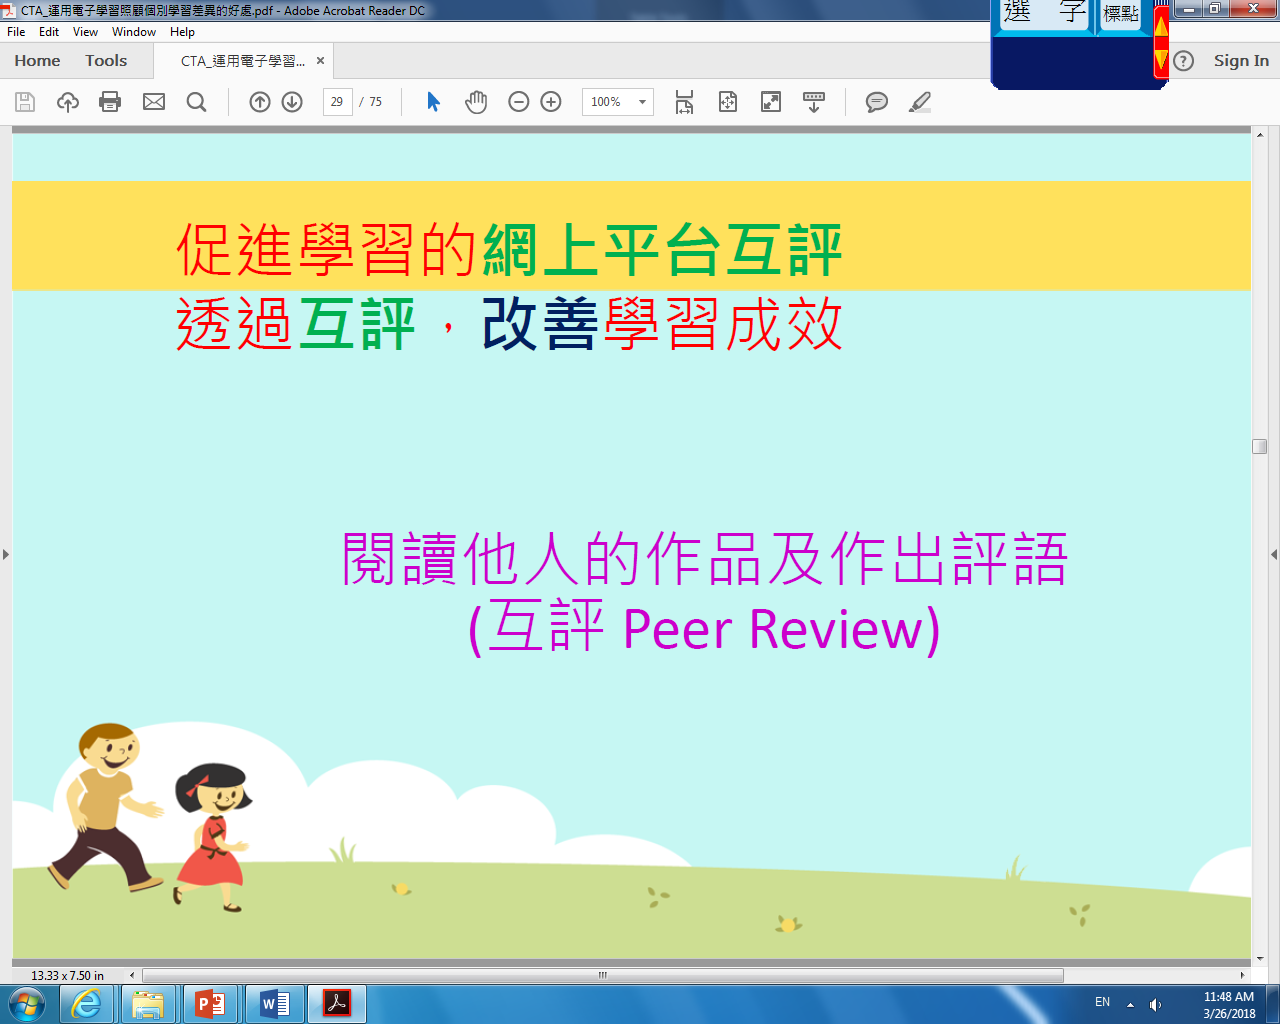 CTA_運用電子學習照顧個別學習差異的好處.pdf - Adobe Acrobat Reader DC
選 字 標點
File Edit View Window Help
Home Tools CTA_運用電子學習... × ? Sign In
29 / 75 100%
促進學習的網上平台互評
透過互評，改善學習成效
閱讀他人的作品及作出評語
(互評 Peer Review)
13.33 x 7.50 in
EN 11:48 AM
3/26/2018